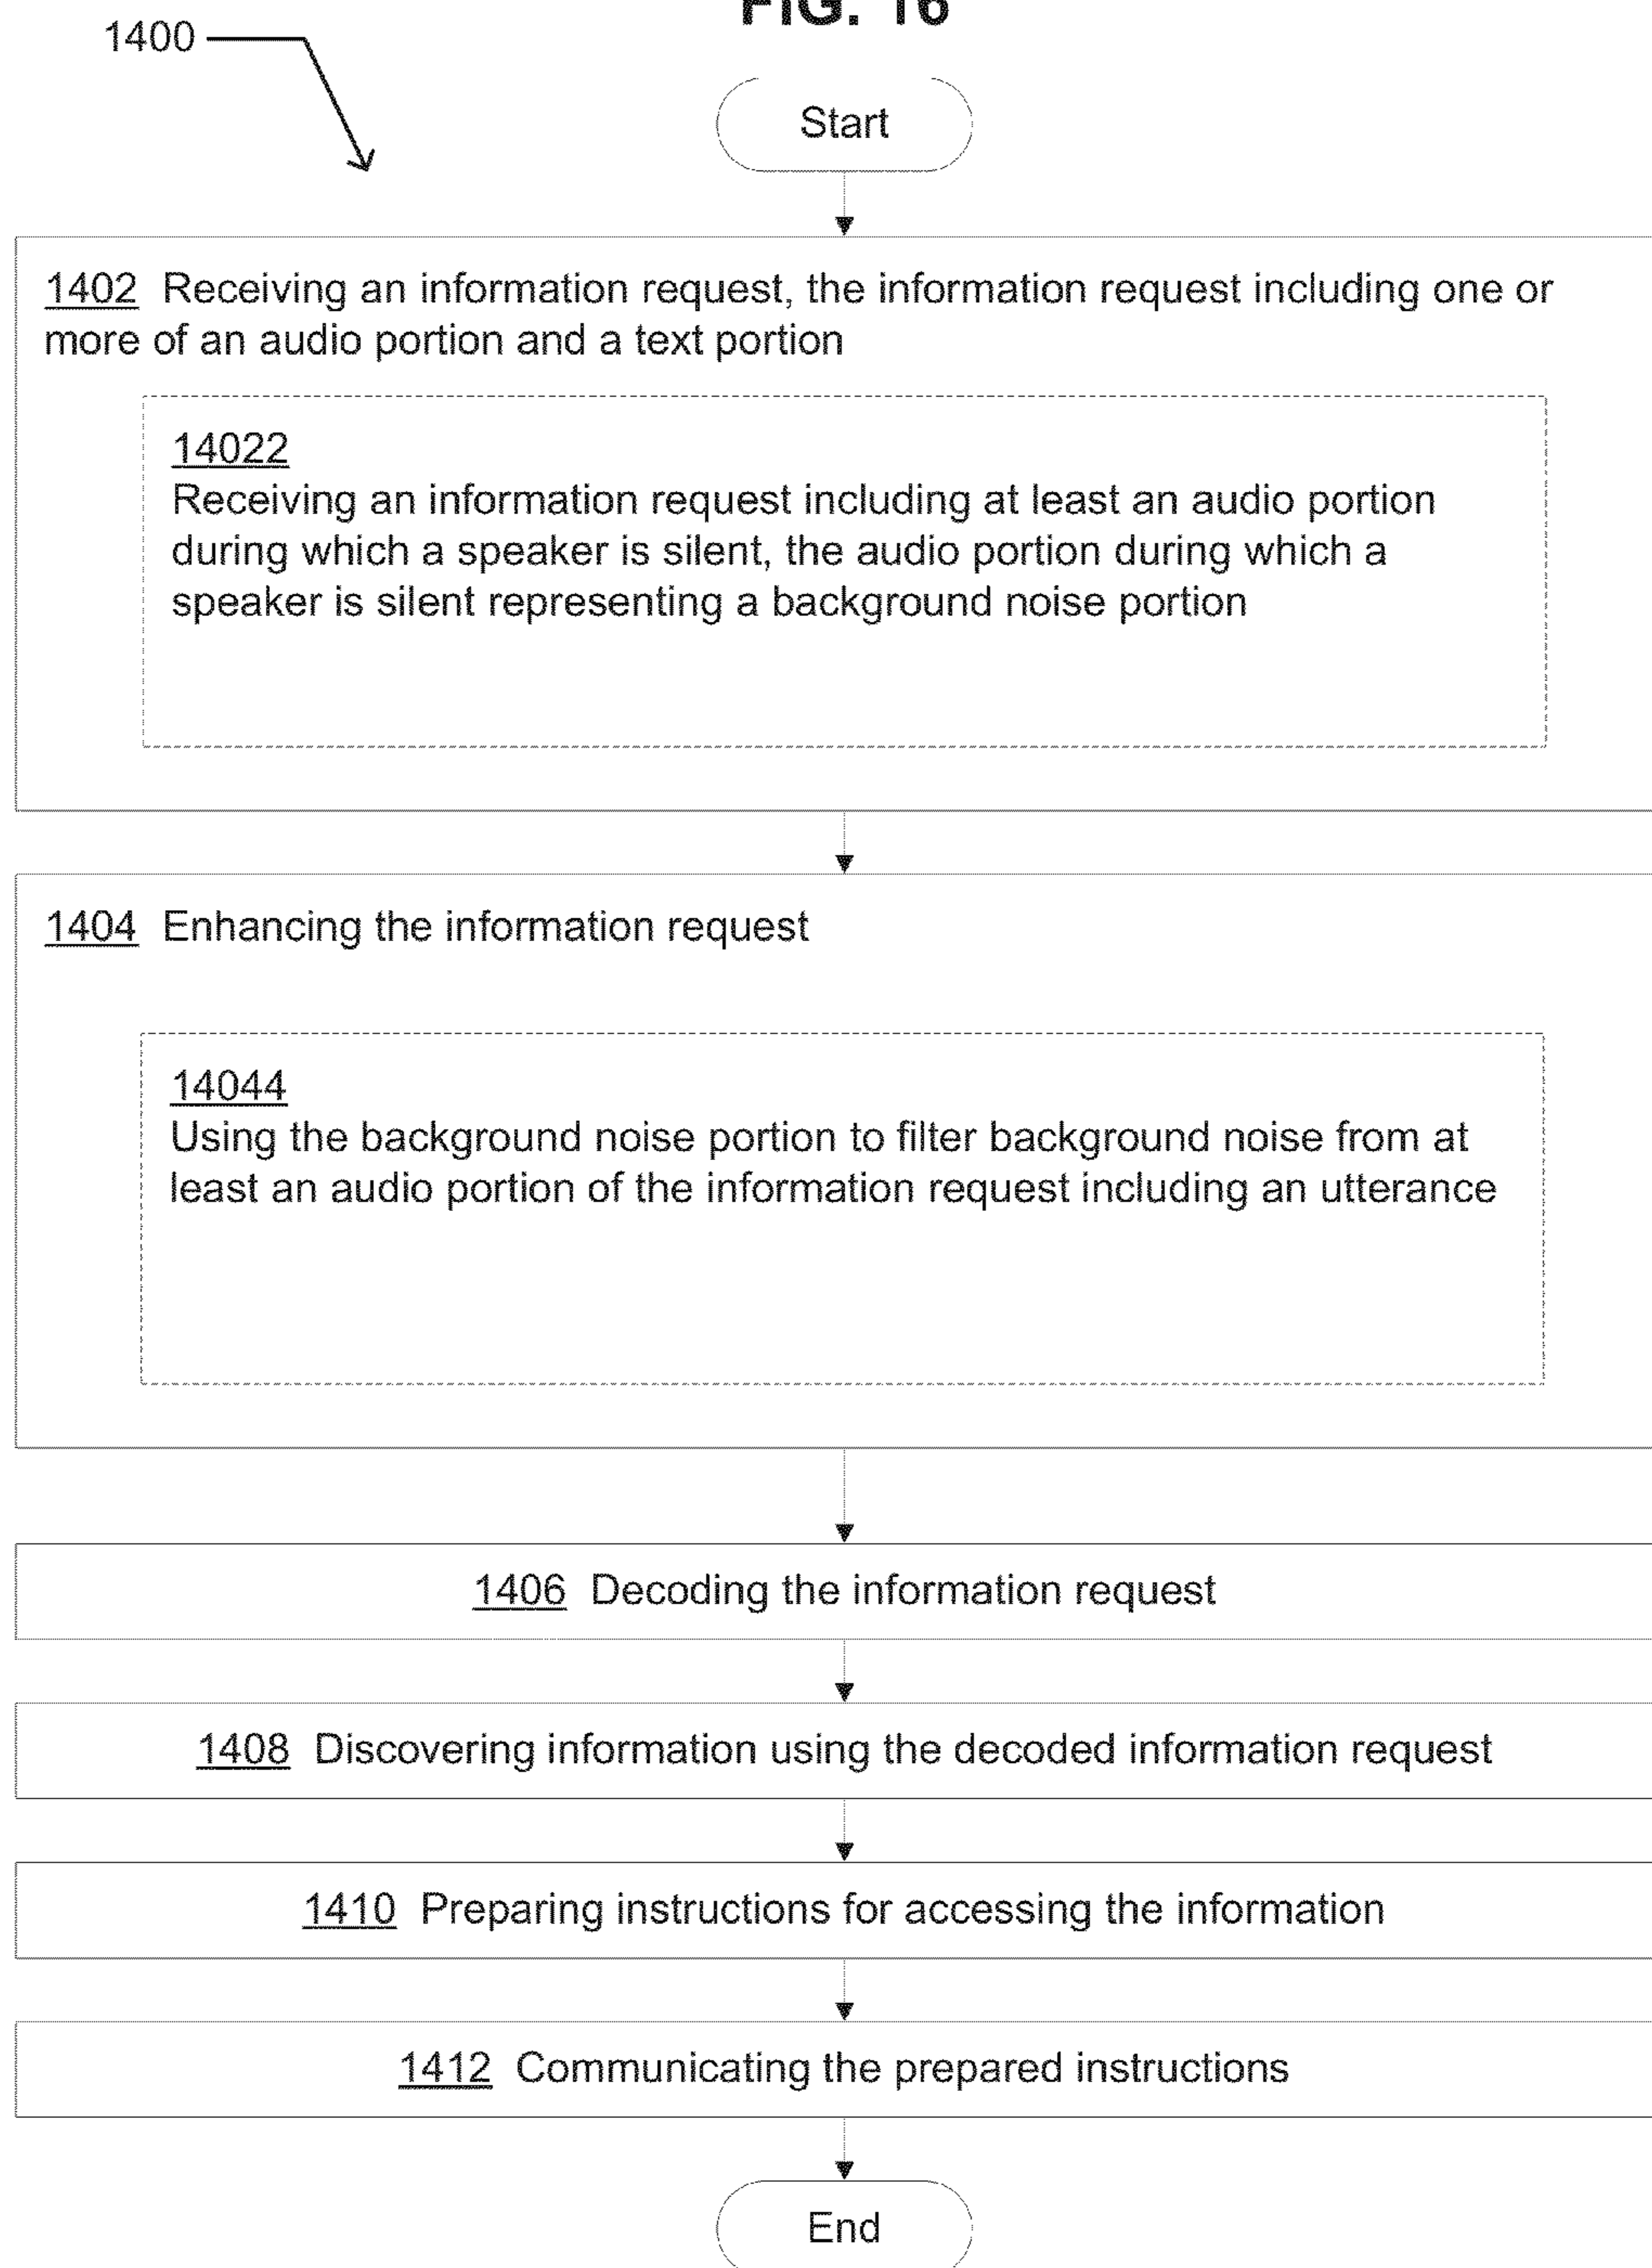 FIG. 16
1400
Start
1402 Receiving an information request, the information request including one or
more of an audio portion and a text portion
14022
Receiving an information request including at least an audio portion
during which a speaker is silent, the audio portion during which a
speaker is silent representing a background noise portion
1404 Enhancing the information request
14044
Using the background noise portion to filter background noise from at
least an audio portion of the information request including an utterance
1406 Decoding the information request
1408 Discovering information using the decoded information request
1410 Preparing instructions for accessing the information
1412 Communicating the prepared instructions
End